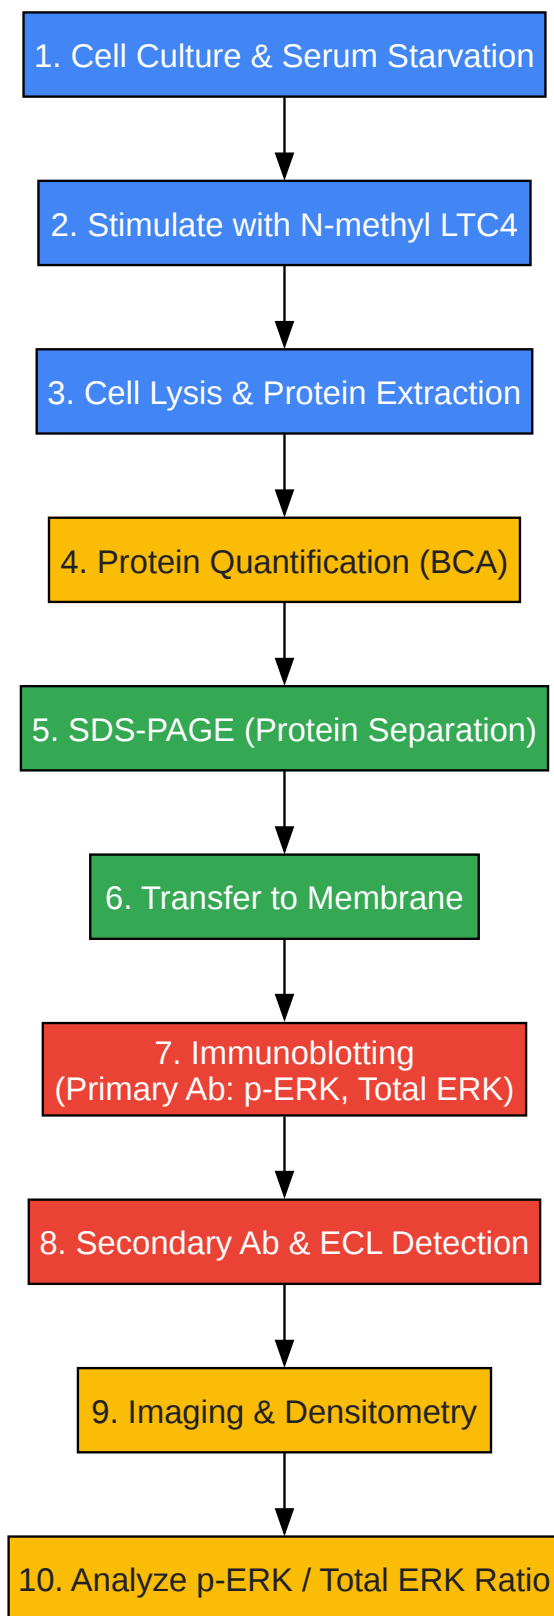 1. Cell Culture & Serum Starvation
2. Stimulate with N-methyl LTC4
3. Cell Lysis & Protein Extraction
4. Protein Quantification (BCA)
5. SDS-PAGE (Protein Separation)
6. Transfer to Membrane
7. Immunoblotting
(Primary Ab: p-ERK, Total ERK)
8. Secondary Ab & ECL Detection
9. Imaging & Densitometry
10. Analyze p-ERK / Total ERK Ratio